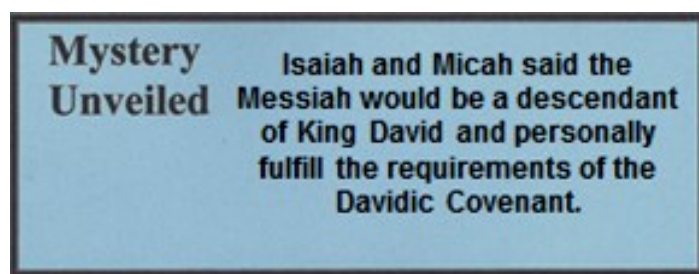 Mystery
Unveiled
Isaiah and Micah said the
Messiah would be a descendant
of King David and personally
fulfill the requirements of the
Davidic Covenant.